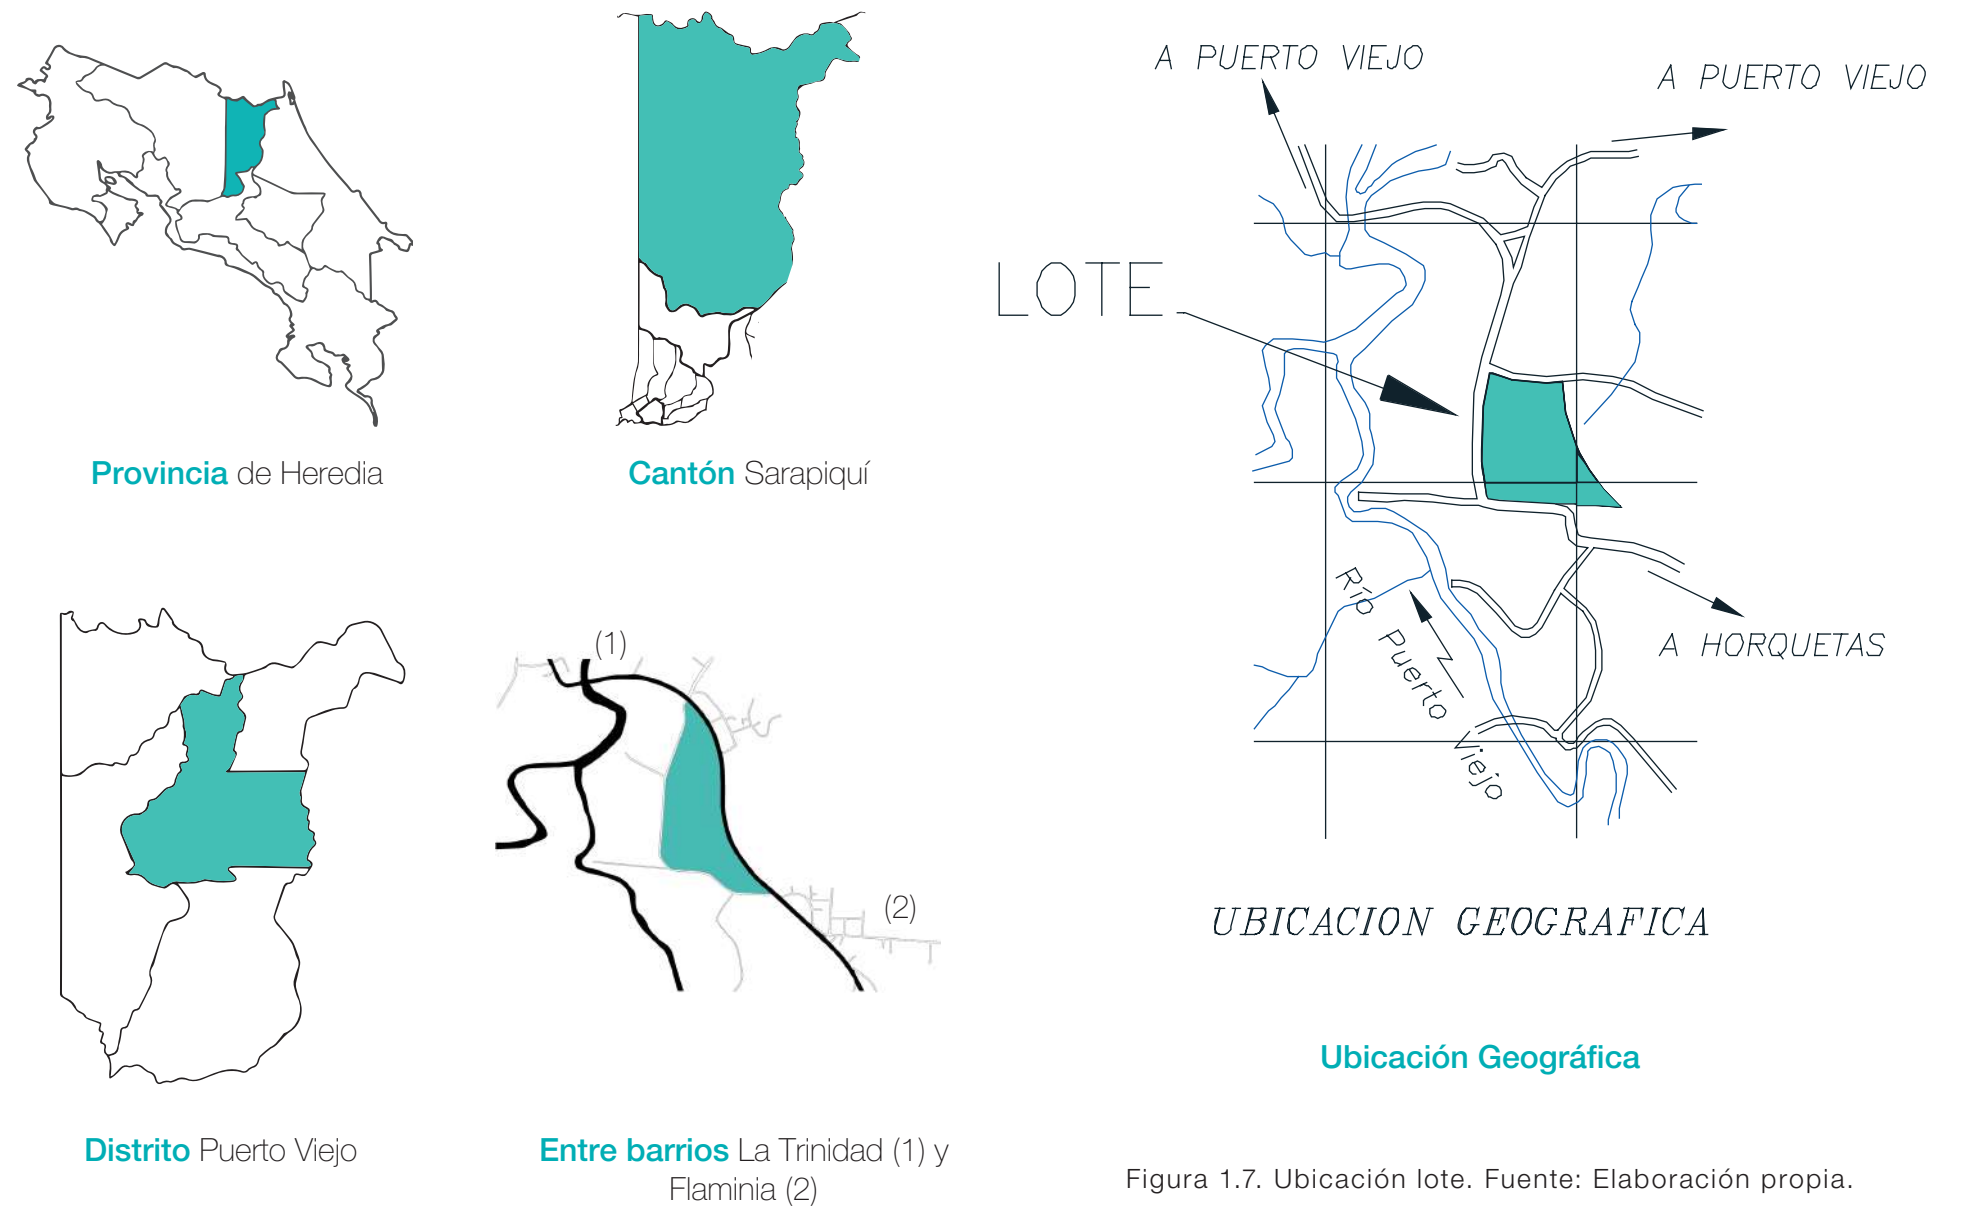 Provincia de Heredia
Cantón Sarapiquí
Distrito Puerto Viejo
(1)
(2)
Entre barrios La Trinidad (1) y
Flaminia (2)
A PUERTO VIEJO
A PUERTO VIEJO
LOTE
Río Puerto Viejo
A HORQUETAS
UBICACION GEOGRAFICA
Ubicación Geográfica
Figura 1.7. Ubicación lote. Fuente: Elaboración propia.